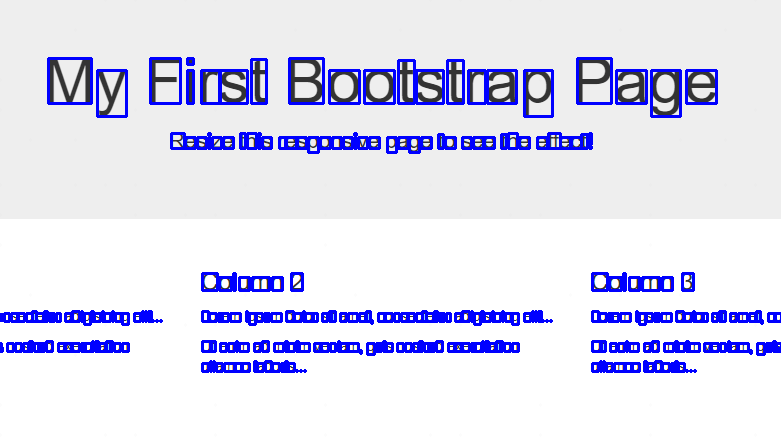 My First Bootstrap Page
Resize this responsive page to see the effect!
consectetur adipisicing elit...
nostrud exercitation
Column 2
Lorem ipsum dolor sit amet, consectetur adipisicing elit...
Ut enim ad minim veniam, quis nostrud exercitation
ullamco laboris...
Column 3
Lorem ipsum dolor sit amet,
Ut enim ad minim veniam, quis
ullamco laboris...